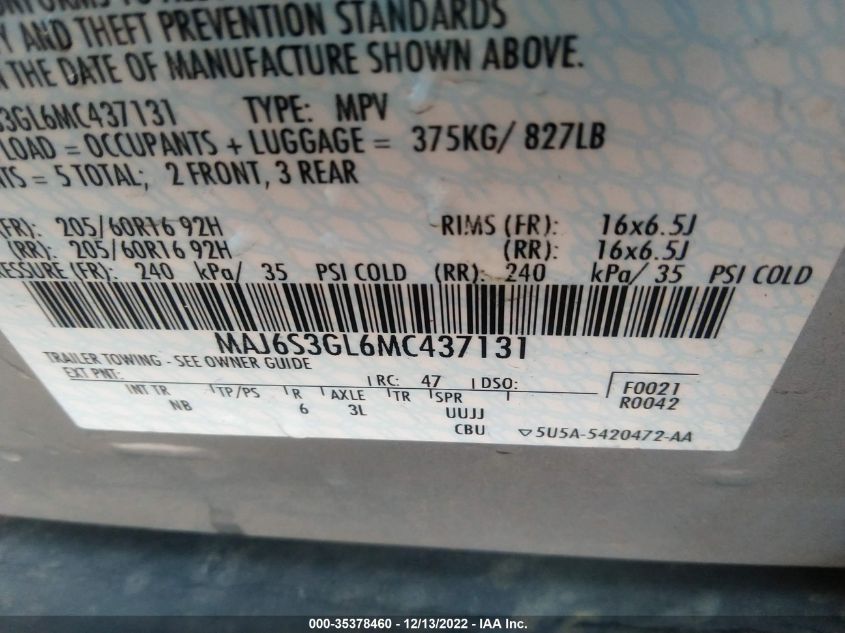 Y AND THEFT PREVENTION STANDARDS
THE DATE OF MANUFACTURE SHOWN ABOVE.
S3GL6MC437131 TYPE: MPV
LOAD = OCCUPANTS + LUGGAGE = 375KG/ 827LB
NTS = 5 TOTAL; 2 FRONT, 3 REAR
(FR): 205/60R16 92H RIMS (FR): 16x6.5J
(RR): 205/60R16 92H (RR): 16x6.5J
RESSURE (FR): 240 kPa/ 35 PSI COLD (RR): 240 kPa/ 35 PSI COLD
MAJ6S3GL6MC437131
TRAILER TOWING - SEE OWNER GUIDE
EXT PNT: RC: 47 DSO: F0021
R0042
INT TR TP/PS R AXLE TR SPR
NB 6 3L UUJJ
CBU 5U5A-5420472-AA
000-35378460 - 12/13/2022 - IAA Inc.